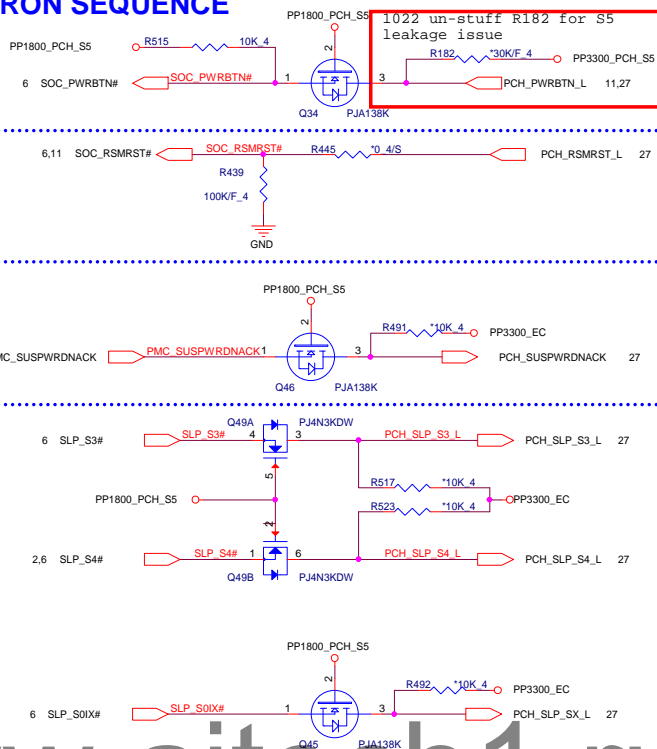 RON SEQUENCE
PP1800_PCH_S5
1022 un-stuff R182 for S5
leakage issue
PP1800_PCH_S5 R515 10K_4
2
R182 *30K/F_4 PP3300_PCH_S5
6 SOC_PWRBTN# SOC_PWRBTN# 1 3 PCH_PWRBTN_L 11,27
Q34 PJA138K
6,11 SOC_RSMRST# SOC_RSMRST# R445 *0_4/S PCH_RSMRST_L 27
R439
100K/F_4
GND
PP1800_PCH_S5
2
R491 *10K_4 PP3300_EC
MC_SUSPWRDNACK PMC_SUSPWRDNACK 1 3 PCH_SUSPWRDNACK 27
Q46 PJA138K
Q49A PJ4N3KDW
6 SLP_S3# SLP_S3# 4 3 PCH_SLP_S3_L PCH_SLP_S3_L 27
5
R517 *10K_4
PP1800_PCH_S5 PP3300_EC
R523 *10K_4
2
2,6 SLP_S4# SLP_S4# 1 6 PCH_SLP_S4_L PCH_SLP_S4_L 27
Q49B PJ4N3KDW
PP1800_PCH_S5
2
R492 *10K_4 PP3300_EC
6 SLP_S0IX# SLP_S0IX# 1 3 PCH_SLP_SX_L 27
Q45 PJA138K